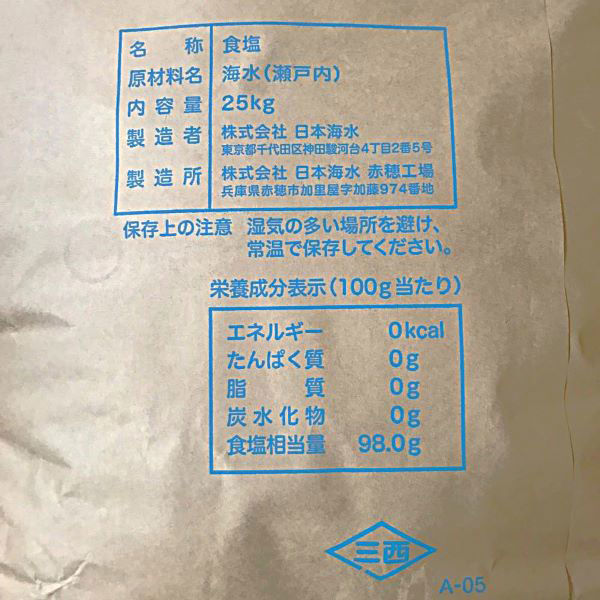 名称 食塩
原材料名 海水(瀬戸内)
内容量 25kg
製造者 株式会社 日本海水
東京都千代田区神田駿河台4丁目2番5号
製造所 株式会社 日本海水 赤穂工場
兵庫県赤穂市加里屋字加藤974番地
保存上の注意 湿気の多い場所を避け、
常温で保存してください。
栄養成分表示(100g当たり)
エネルギー 0kcal
たんぱく質 0g
脂質 0g
炭水化物 0g
食塩相当量 98.0g
三西
A-05